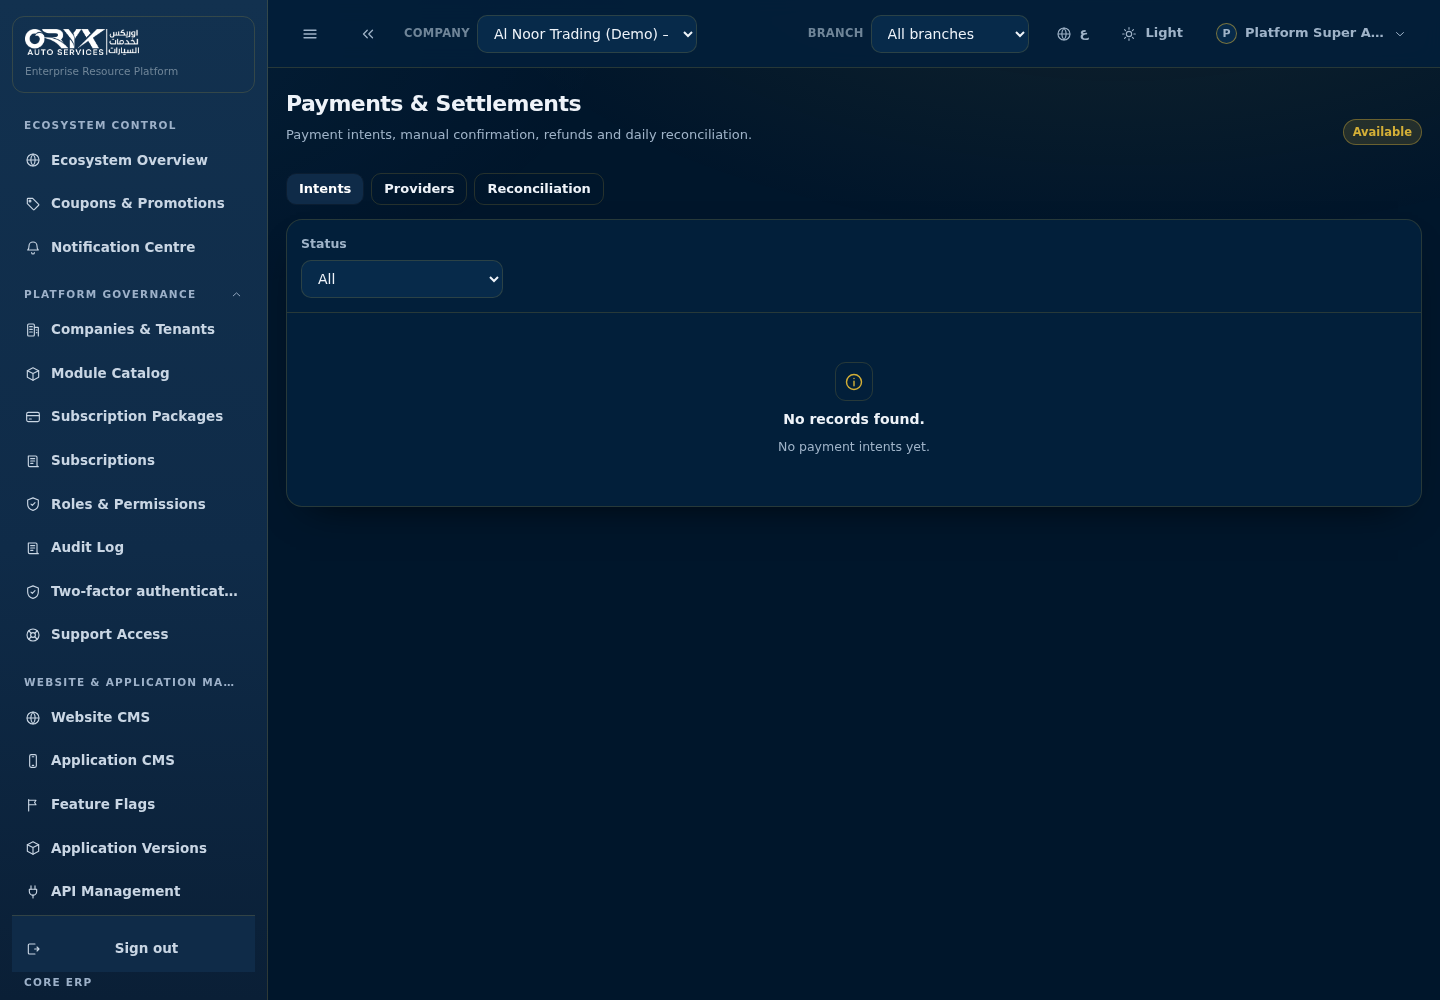 ORYX
AUTO SERVICES
اوريكس
لخدمات
السيارات
Enterprise Resource Platform
ECOSYSTEM CONTROL
Ecosystem Overview
Coupons & Promotions
Notification Centre
PLATFORM GOVERNANCE
Companies & Tenants
Module Catalog
Subscription Packages
Subscriptions
Roles & Permissions
Audit Log
Two-factor authenticat…
Support Access
WEBSITE & APPLICATION MA…
Website CMS
Application CMS
Feature Flags
Application Versions
API Management
Sign out
CORE ERP
COMPANY
Al Noor Trading (Demo) –
BRANCH
All branches
ع
Light
P
Platform Super A…
Payments & Settlements
Payment intents, manual confirmation, refunds and daily reconciliation.
Available
Intents
Providers
Reconciliation
Status
All
No records found.
No payment intents yet.